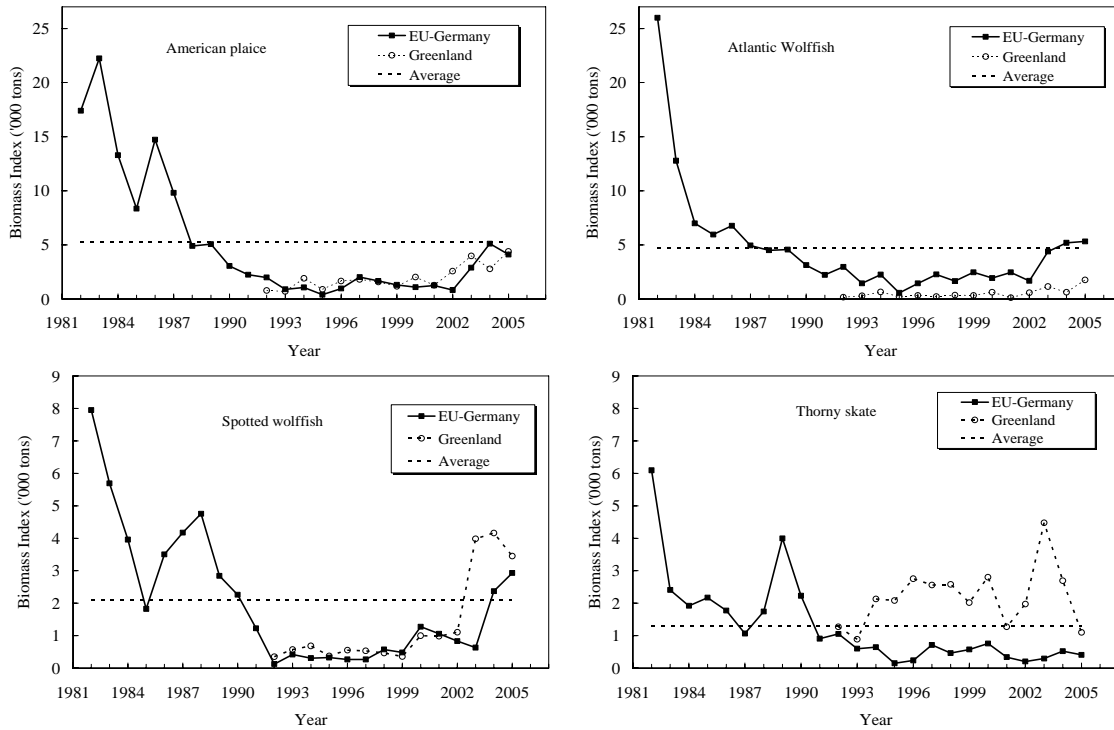 American plaice
EU-Germany
Greenland
Average
Biomass Index ('000 tons)
25
20
15
10
5
0
1981 1984 1987 1990 1993 1996 1999 2002 2005
Year
Atlantic Wolffish
EU-Germany
Greenland
Average
Biomass Index ('000 tons)
25
20
15
10
5
0
1981 1984 1987 1990 1993 1996 1999 2002 2005
Year
Spotted wolffish
EU-Germany
Greenland
Average
Biomass Index ('000 tons)
9
8
7
6
5
4
3
2
1
0
1981 1984 1987 1990 1993 1996 1999 2002 2005
Year
Thorny skate
EU-Germany
Greenland
Average
Biomass Index ('000 tons)
9
8
7
6
5
4
3
2
1
0
1981 1984 1987 1990 1993 1996 1999 2002 2005
Year